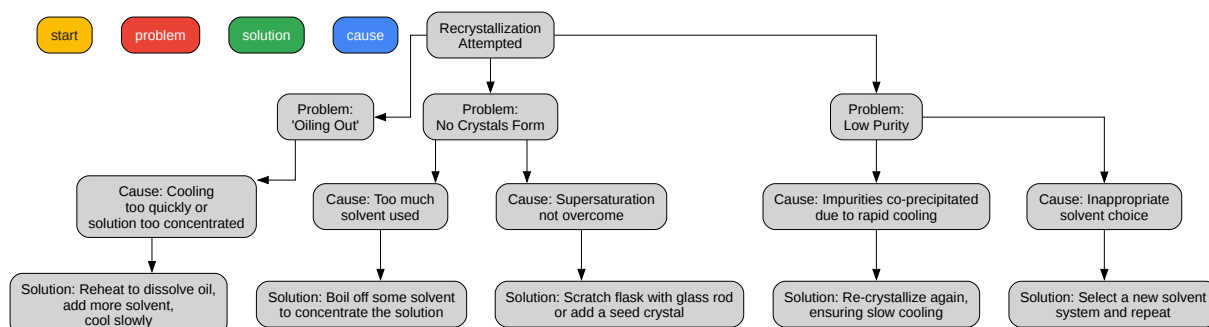 start
problem
solution
cause
Recrystallization
Attempted
Problem:
'Oiling Out'
Problem:
No Crystals Form
Problem:
Low Purity
Cause: Cooling
too quickly or
solution too concentrated
Cause: Too much
solvent used
Cause: Supersaturation
not overcome
Cause: Impurities co-precipitated
due to rapid cooling
Cause: Inappropriate
solvent choice
Solution: Reheat to dissolve oil,
add more solvent,
cool slowly
Solution: Boil off some solvent
to concentrate the solution
Solution: Scratch flask with glass rod
or add a seed crystal
Solution: Re-crystallize again,
ensuring slow cooling
Solution: Select a new solvent
system and repeat